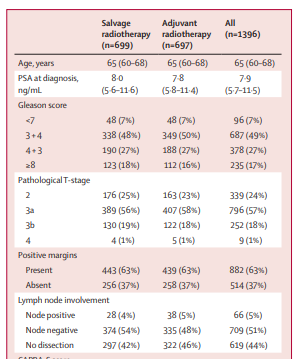 Salvage radiotherapy (n=699) Adjuvant radiotherapy (n=697) All (n=1396)
Age, years 65 (60–68) 65 (60–68) 65 (60–68)
PSA at diagnosis, ng/mL 8·0 (5·6–11·6) 7·8 (5·8–11·4) 7·9 (5·7–11·5)
Gleason score
<7 48 (7%) 48 (7%) 96 (7%)
3 + 4 338 (48%) 349 (50%) 687 (49%)
4 + 3 190 (27%) 188 (27%) 378 (27%)
≥8 123 (18%) 112 (16%) 235 (17%)
Pathological T-stage
2 176 (25%) 163 (23%) 339 (24%)
3a 389 (56%) 407 (58%) 796 (57%)
3b 130 (19%) 122 (18%) 252 (18%)
4 4 (1%) 5 (1%) 9 (1%)
Positive margins
Present 443 (63%) 439 (63%) 882 (63%)
Absent 256 (37%) 258 (37%) 514 (37%)
Lymph node involvement
Node positive 28 (4%) 38 (5%) 66 (5%)
Node negative 374 (54%) 335 (48%) 709 (51%)
No dissection 297 (42%) 322 (46%) 619 (44%)